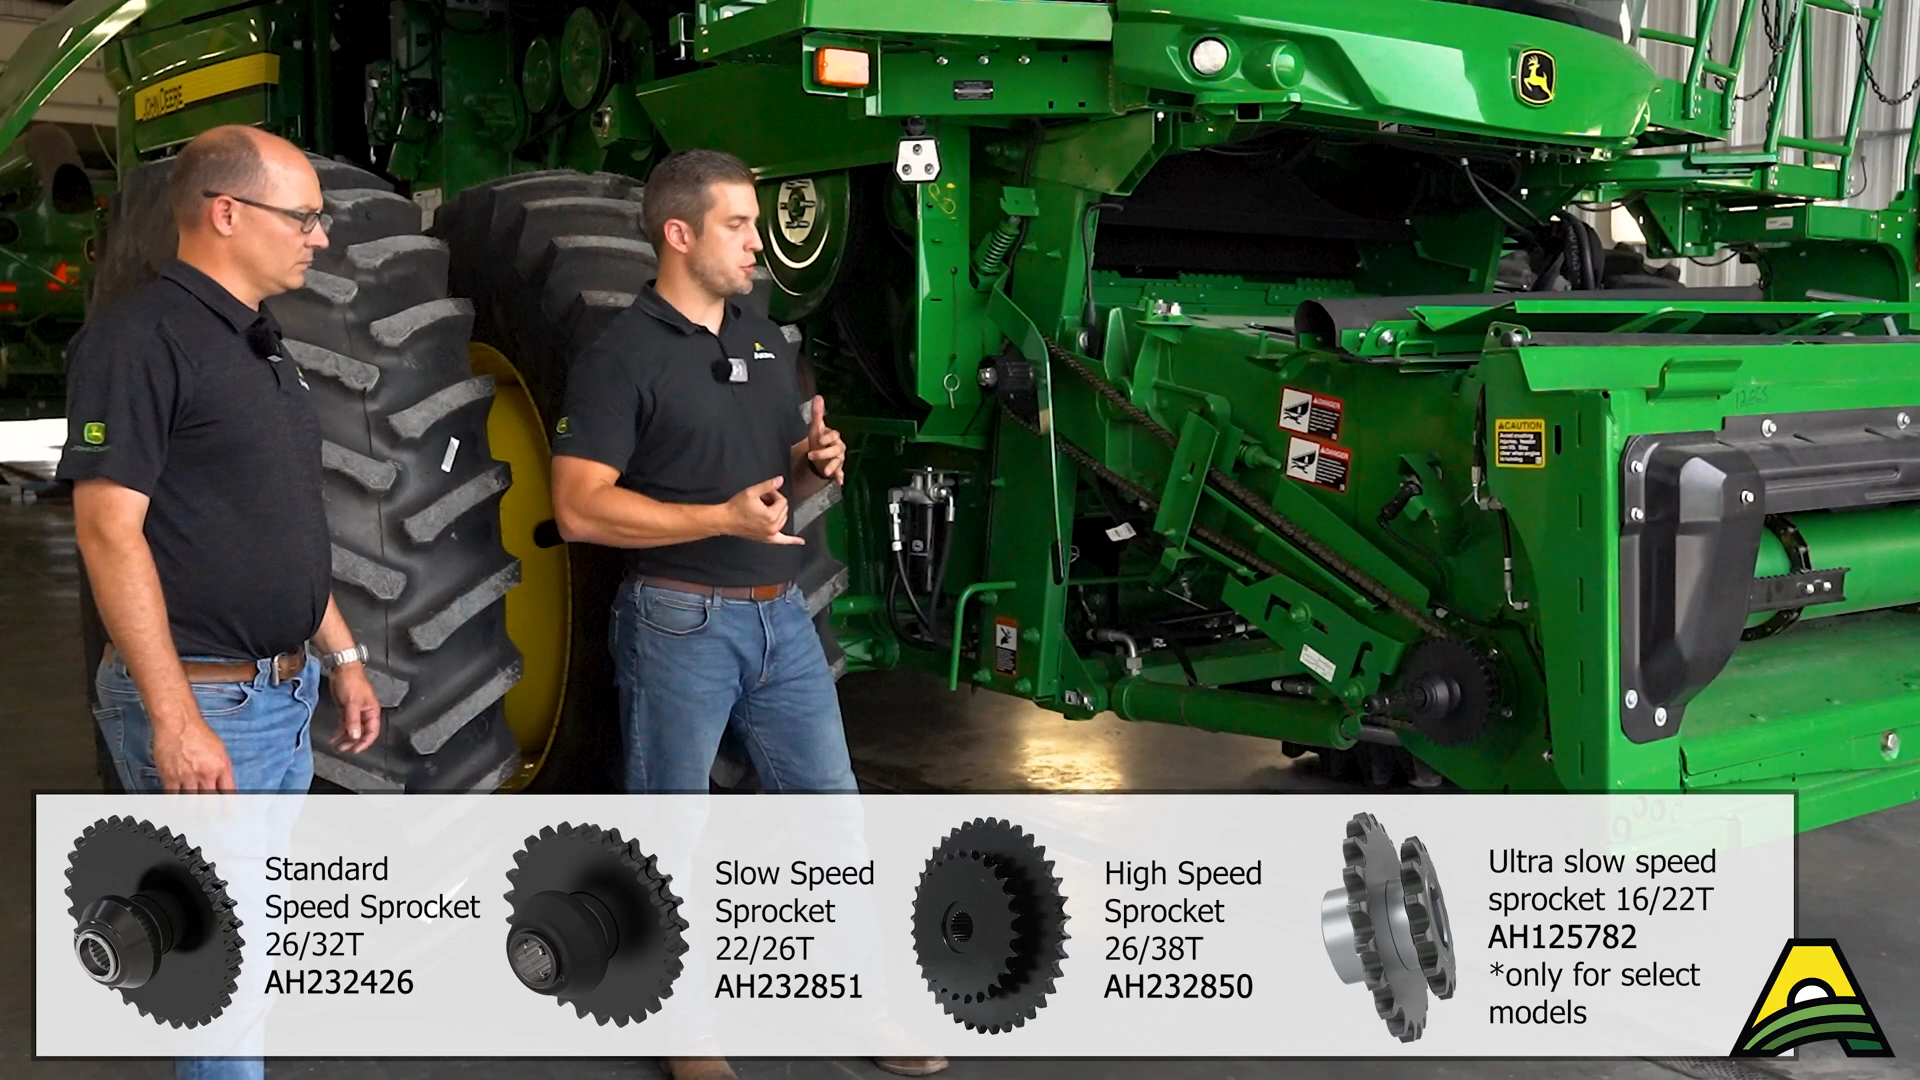 JOHN DEERE
DANGER
DANGER
CAUTION
Standard
Speed Sprocket
26/32T
AH232426
Slow Speed
Sprocket
22/26T
AH232851
High Speed
Sprocket
26/38T
AH232850
Ultra slow speed
sprocket 16/22T
AH125782
*only for select
models